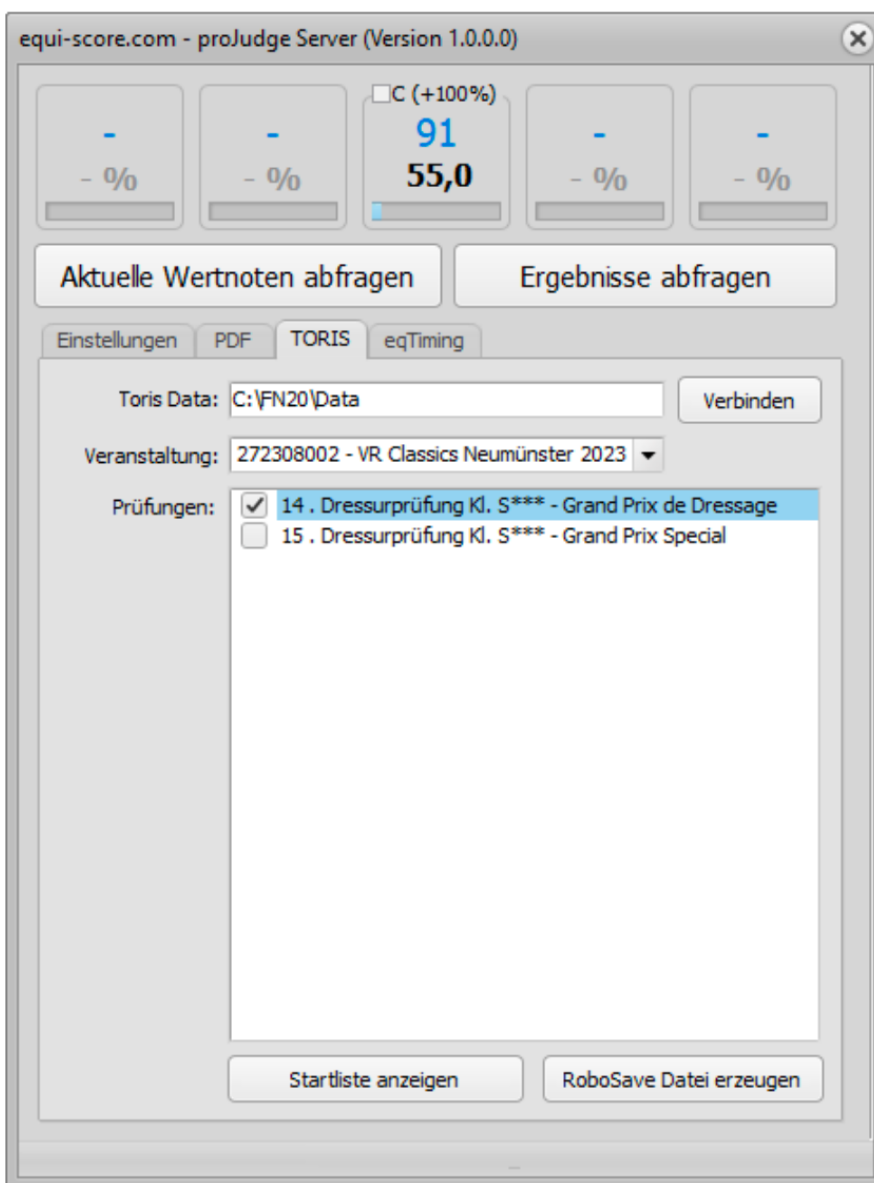 equi-score.com - proJudge Server (Version 1.0.0.0)
C (+100%)
- - 91 - -
- % - % 55,0 - % - %
Aktuelle Wertnoten abfragen Ergebnisse abfragen
Einstellungen PDF TORIS eqTiming
Toris Data: C:\FN20\Data Verbinden
Veranstaltung: 272308002 - VR Classics Neumünster 2023
Prüfungen: 14 . Dressurprüfung Kl. S*** - Grand Prix de Dressage
15 . Dressurprüfung Kl. S*** - Grand Prix Special
Startliste anzeigen RoboSave Datei erzeugen